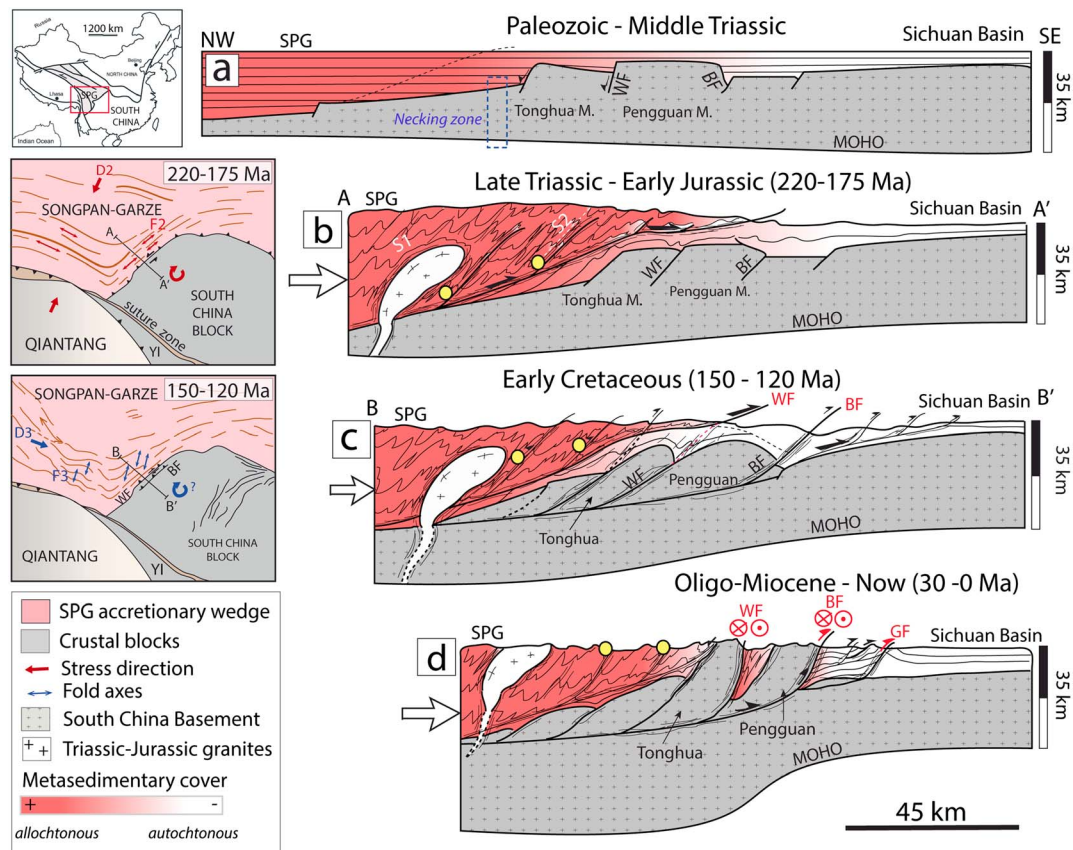 Russia
1200 km
Beijing
NORTH CHINA
Lhasa
SPG
SOUTH
CHINA
Indian Ocean
Paleozoic - Middle Triassic
NW
SPG
Sichuan Basin
SE
a
WF
BF
Necking zone
Tonghua M.
Pengguan M.
MOHO
35 km
D2
220-175 Ma
SONGPAN-GARZE
F2
A
A'
SOUTH
CHINA
BLOCK
suture zone
QIANTANG
YI
Late Triassic - Early Jurassic (220-175 Ma)
A
SPG
Sichuan Basin
A'
b
S1
S2
WF
BF
Tonghua M.
Pengguan M.
MOHO
35 km
SONGPAN-GARZE
150-120 Ma
D3
B
F3
BF
WF
B'
?
SOUTH CHINA
BLOCK
QIANTANG
YI
Early Cretaceous (150 - 120 Ma)
B
SPG
WF
BF
Sichuan Basin
B'
c
WF
BF
Pengguan
Tonghua
MOHO
35 km
Oligo-Miocene - Now (30 -0 Ma)
SPG
WF
BF
GF
Sichuan Basin
d
Pengguan
Tonghua
MOHO
35 km
45 km
SPG accretionary wedge
Crustal blocks
Stress direction
Fold axes
South China Basement
Triassic-Jurassic granites
Metasedimentary cover
+ -
allochtonous autochtonous